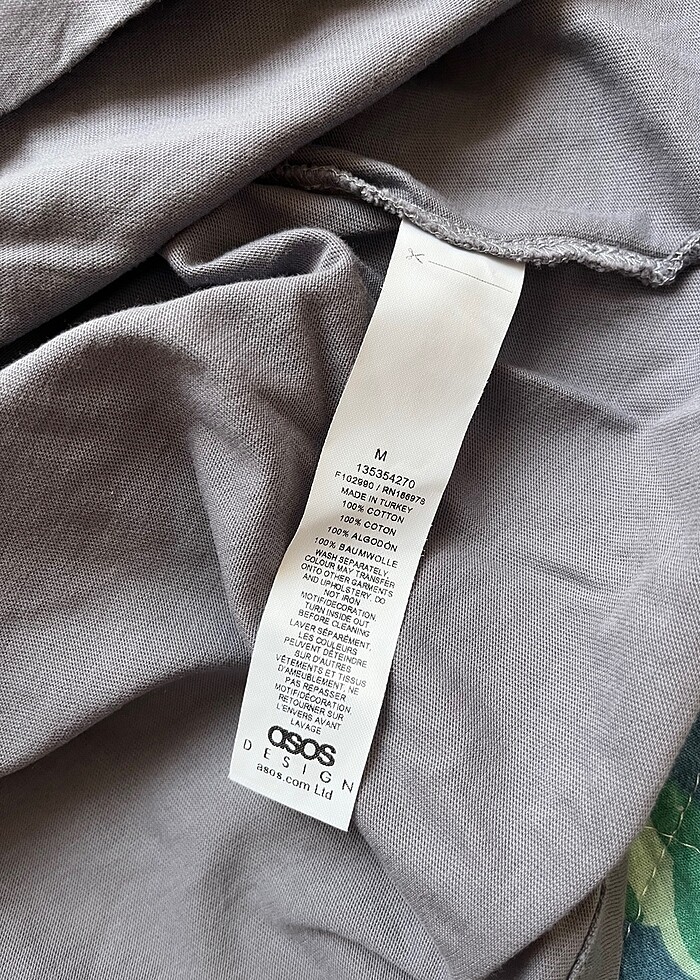 M
135354270
F102990 / RN166978
MADE IN TURKEY
100% COTTON
100% COTON
100% ALGODÓN
100% BAUMWOLLE
WASH SEPARATELY.
COLOUR MAY TRANSFER
ONTO OTHER GARMENTS
AND UPHOLSTERY. DO
NOT IRON
MOTIF/DECORATION.
TURN INSIDE OUT
BEFORE CLEANING
LAVER SÉPARÉMENT,
LES COULEURS
PEUVENT DÉTEINDRE
SUR D'AUTRES
VÊTEMENTS ET TISSUS
D'AMEUBLEMENT, NE
PAS REPASSER
MOTIF/DÉCORATION.
RETOURNER SUR
L'ENVERS AVANT
LAVAGE
asos
DESIGN
asos.com Ltd